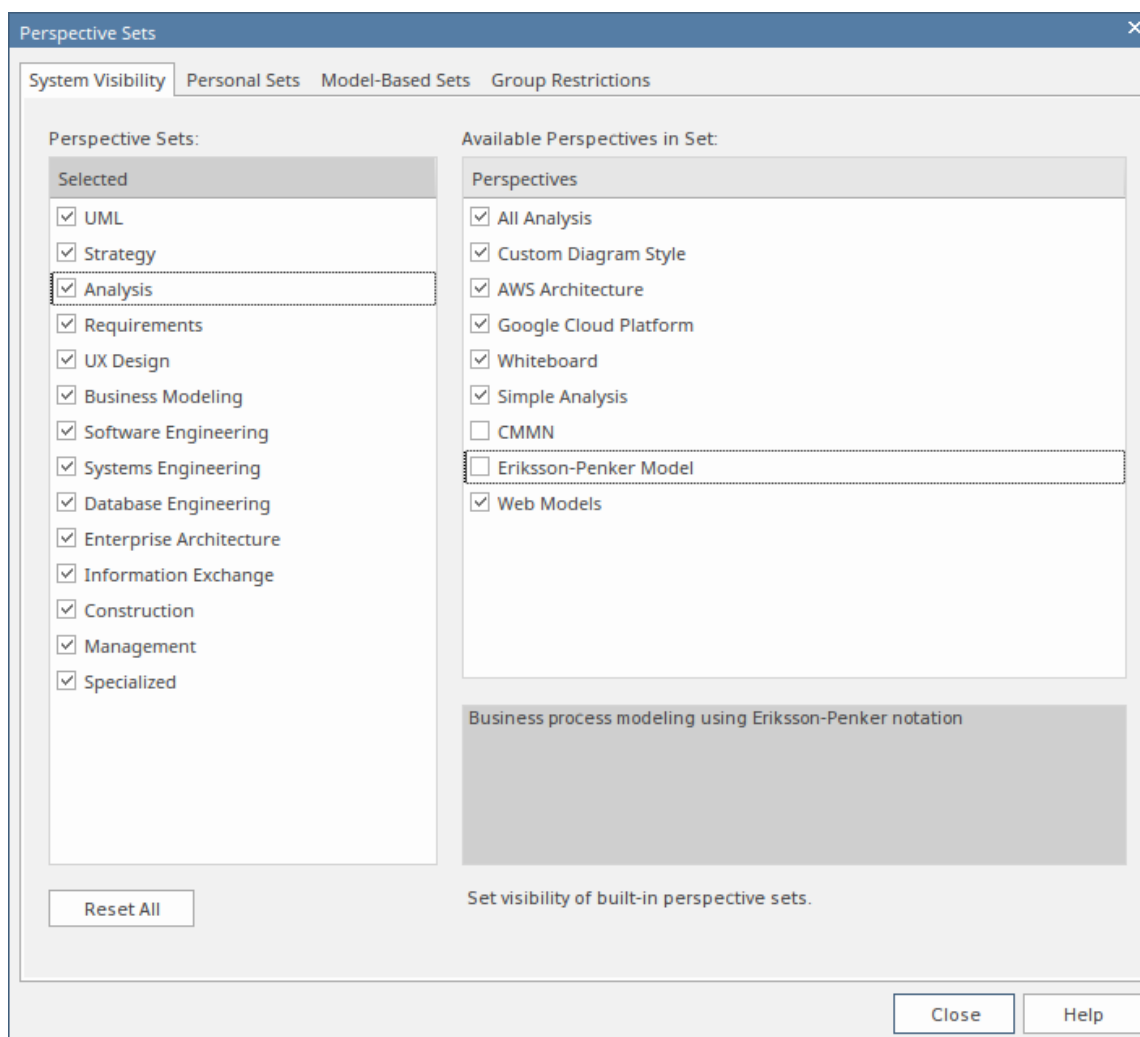 Perspective Sets
System Visibility Personal Sets Model-Based Sets Group Restrictions
Perspective Sets:
Selected
UML
Strategy
Analysis
Requirements
UX Design
Business Modeling
Software Engineering
Systems Engineering
Database Engineering
Enterprise Architecture
Information Exchange
Construction
Management
Specialized
Reset All
Available Perspectives in Set:
Perspectives
All Analysis
Custom Diagram Style
AWS Architecture
Google Cloud Platform
Whiteboard
Simple Analysis
CMMN
Eriksson-Penker Model
Web Models
Business process modeling using Eriksson-Penker notation
Set visibility of built-in perspective sets.
Close Help